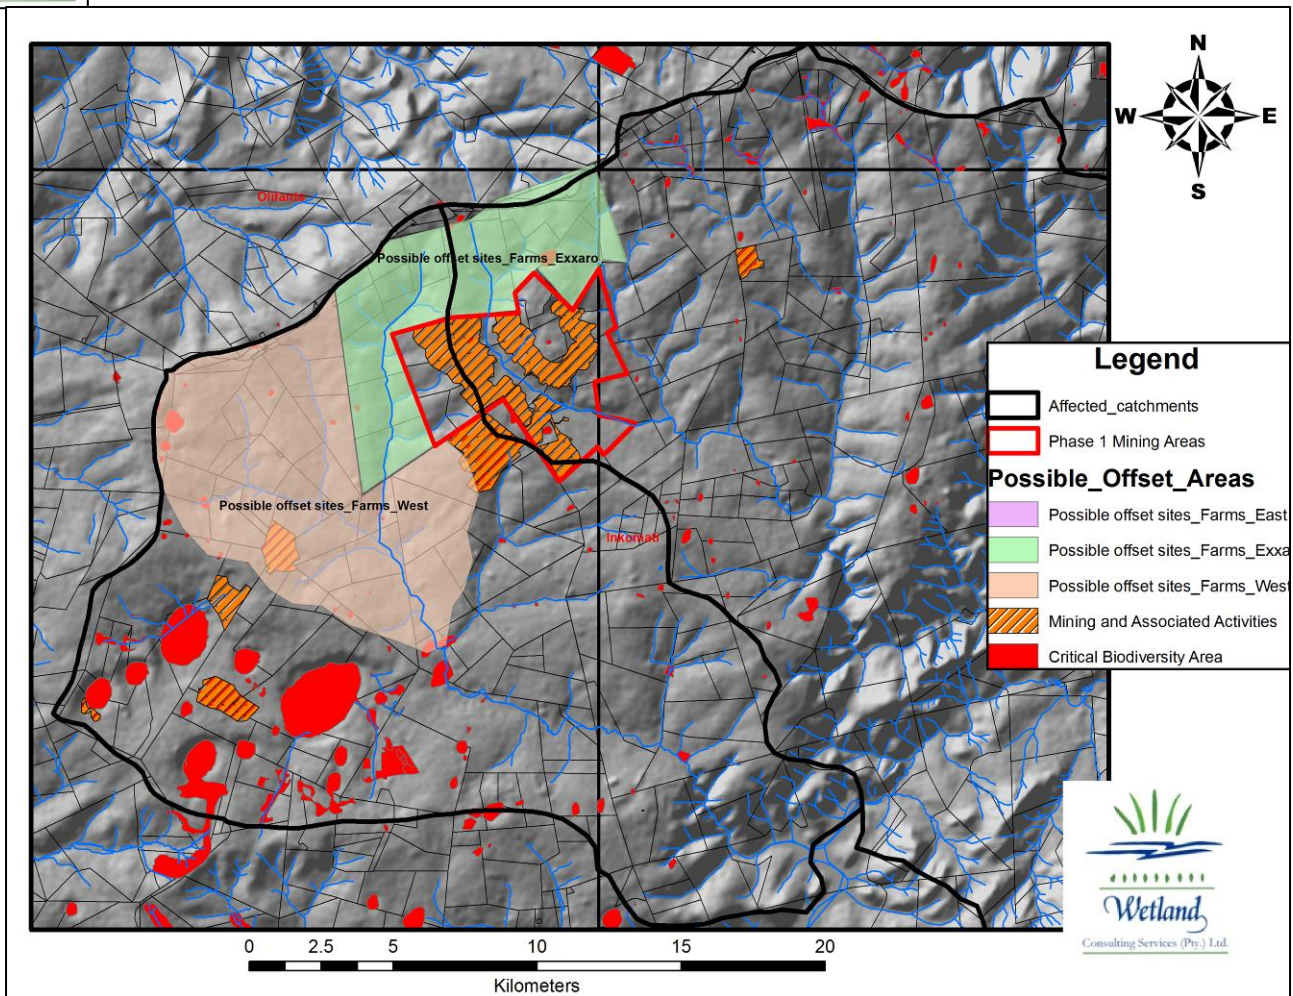 N
W E
S
Olifants
Possible offset sites_Farms_Exxaro
Possible offset sites_Farms_West
Inkomati
Legend
Affected_catchments
Phase 1 Mining Areas
Possible_Offset_Areas
Possible offset sites_Farms_East
Possible offset sites_Farms_Exxa
Possible offset sites_Farms_West
Mining and Associated Activities
Critical Biodiversity Area
0 2.5 5 10 15 20
Kilometers
Wetland
Consulting Services (Pty.) Ltd.